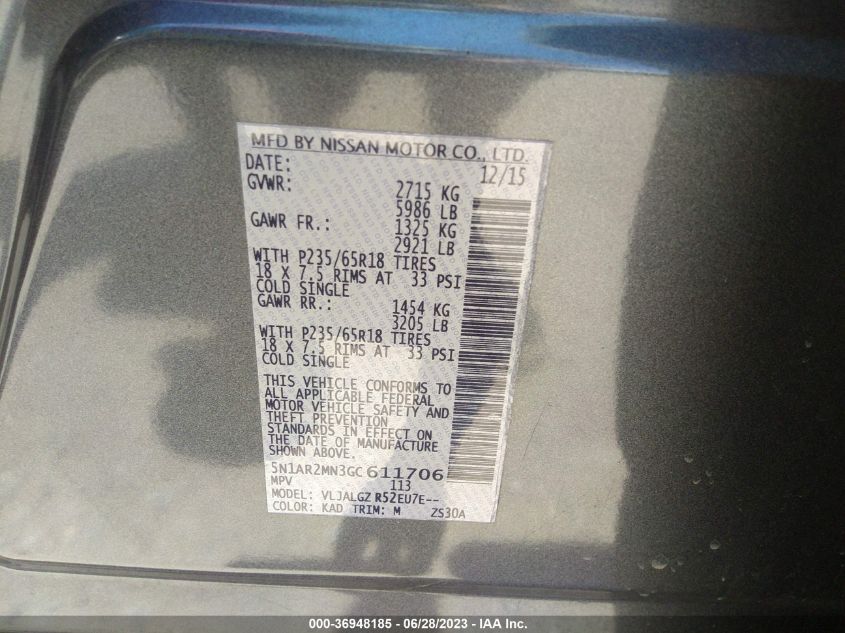 MFD BY NISSAN MOTOR CO., LTD.
DATE: 12/15
GVWR: 2715 KG
5986 LB
GAWR FR.: 1325 KG
2921 LB
WITH P235/65R18 TIRES
18 X 7.5 RIMS AT 33 PSI
COLD SINGLE
GAWR RR.: 1454 KG
3205 LB
WITH P235/65R18 TIRES
18 X 7.5 RIMS AT 33 PSI
COLD SINGLE
THIS VEHICLE CONFORMS TO
ALL APPLICABLE FEDERAL
MOTOR VEHICLE SAFETY AND
THEFT PREVENTION
STANDARDS IN EFFECT ON
THE DATE OF MANUFACTURE
SHOWN ABOVE.
5N1AR2MN3GC611706
MPV 113
MODEL: VLJALGZ R52EU7E--
COLOR: KAD TRIM: M ZS30A
000-36948185 - 06/28/2023 - IAA Inc.